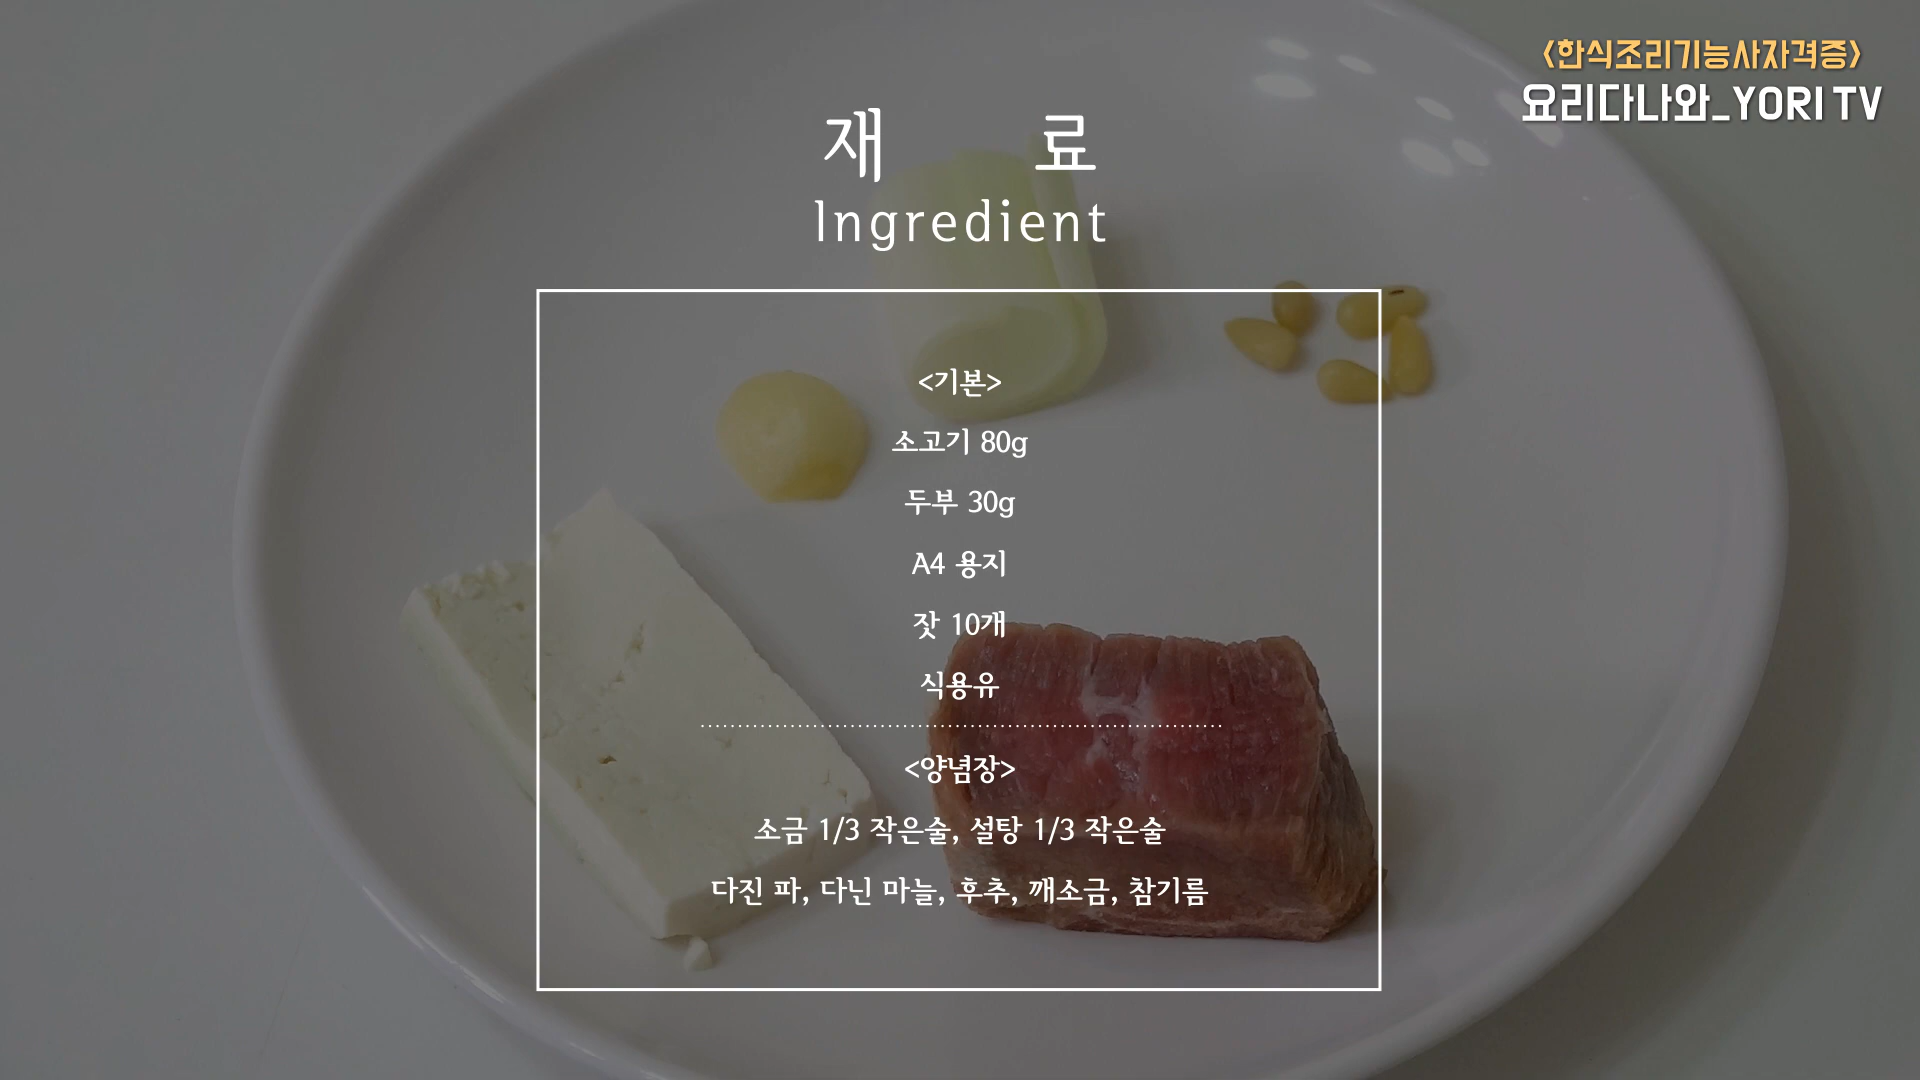 <한식조리기능사자격증>
요리다나와_YORI TV
재 료
Ingredient
<기본>
소고기 80g
두부 30g
A4 용지
잣 10개
식용유
<양념장>
소금 1/3 작은술, 설탕 1/3 작은술
다진 파, 다닌 마늘, 후추, 깨소금, 참기름